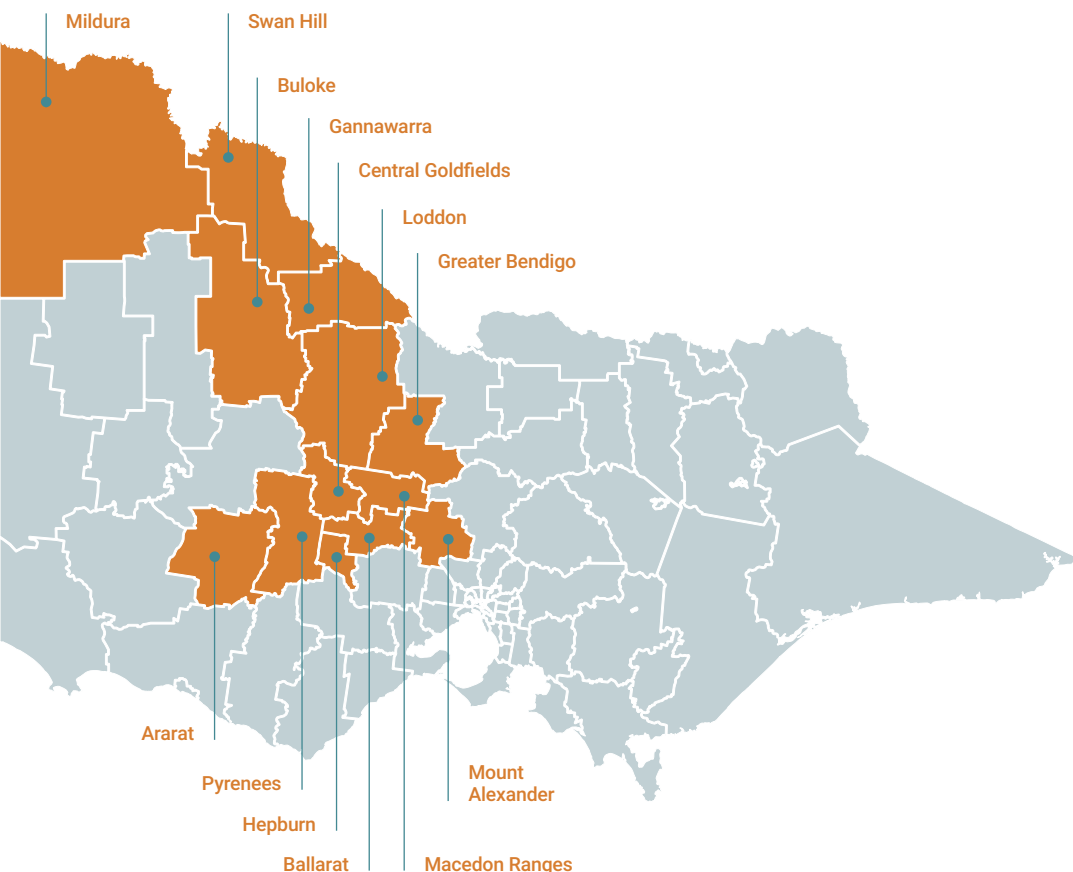 Mildura
Swan Hill
Buloke
Gannawarra
Central Goldfields
Loddon
Greater Bendigo
Ararat
Pyrenees
Mount
Alexander
Hepburn
Ballarat
Macedon Ranges